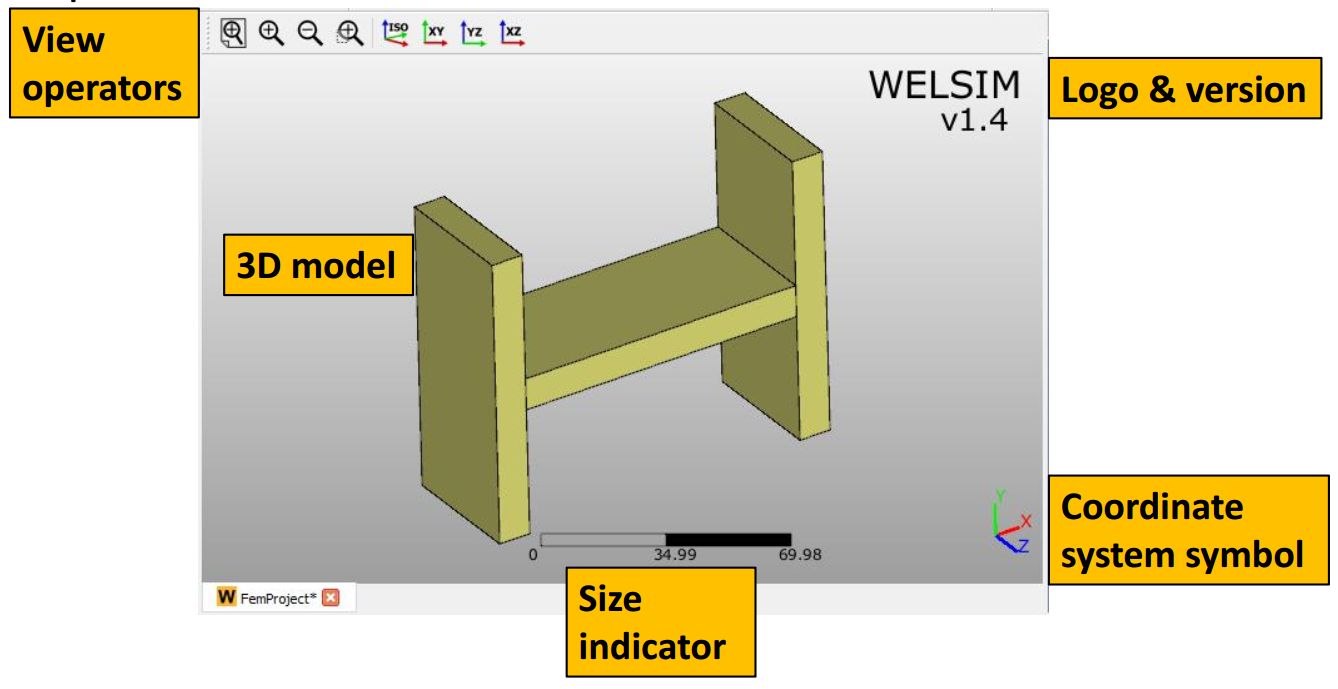 View
operators
ISO XY YZ XZ
WELSIM
v1.4
Logo & version
3D model
Y
X
Z
Coordinate
system symbol
0 34.99 69.98
W FemProject*
Size
indicator